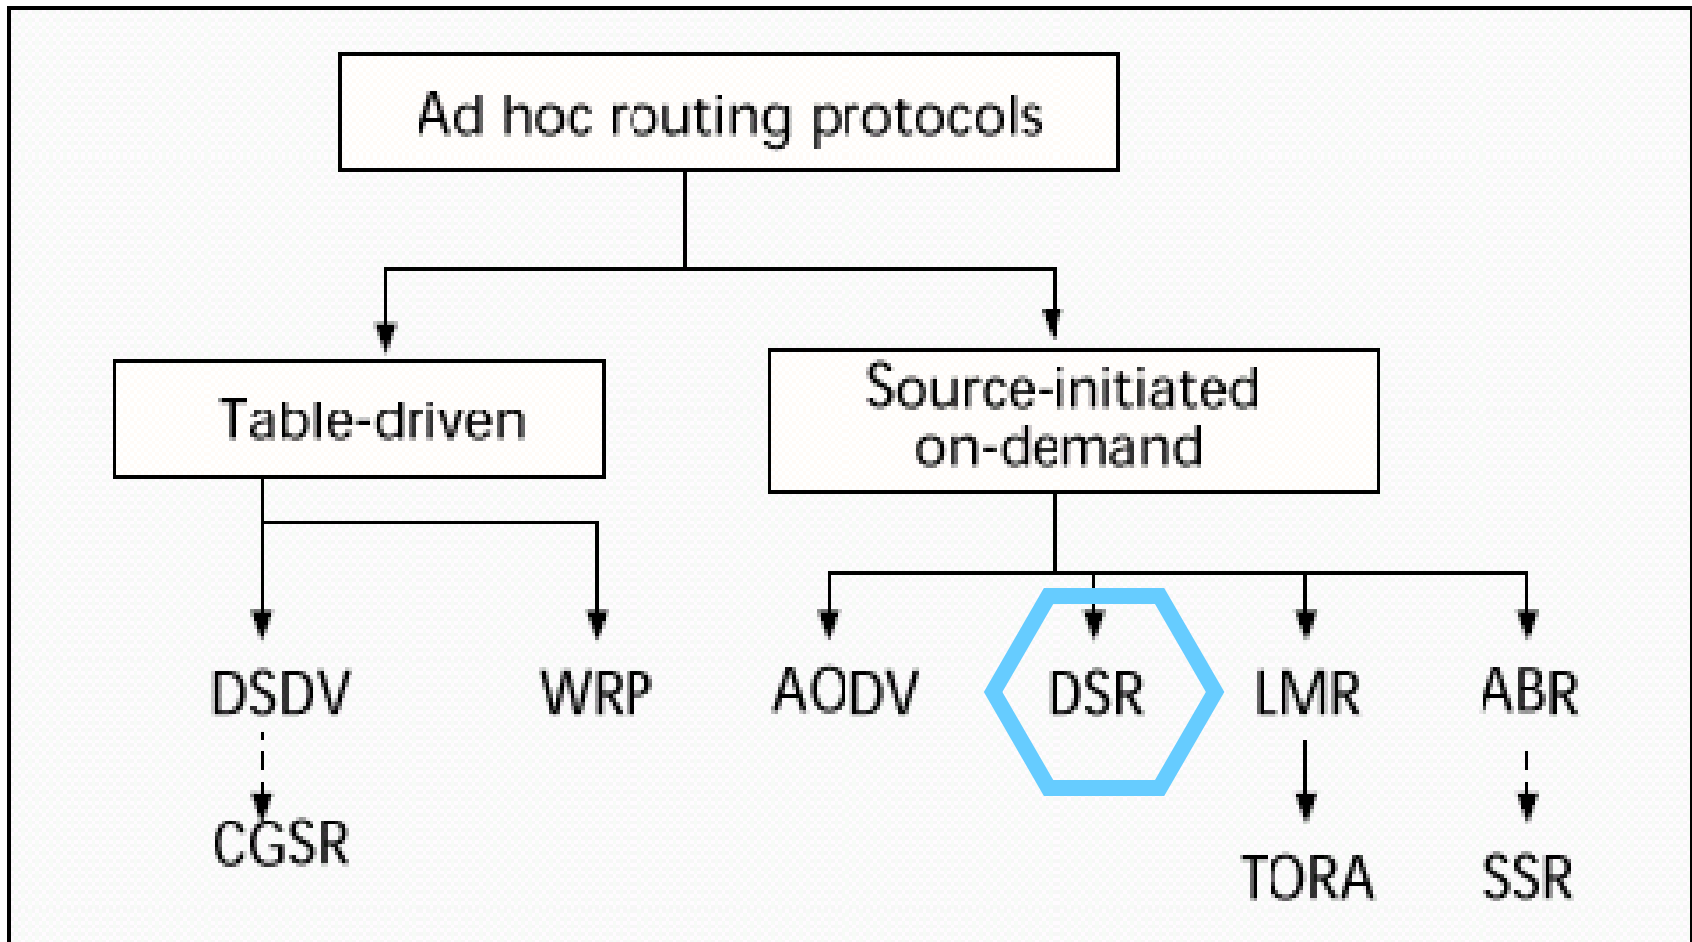 Ad hoc routing protocols
Table-driven
Source-initiated
on-demand
DSDV
WRP
AODV
DSR
LMR
ABR
CGSR
TORA
SSR